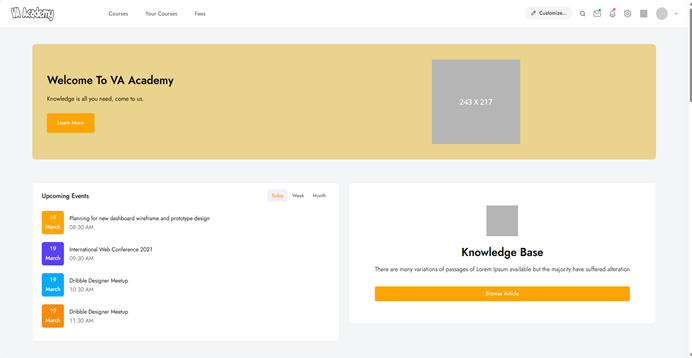 VA Academy
Courses
Your Courses
Fees
Customize...
Welcome To VA Academy
Knowledge is all you need, come to us.
Learn More
243 X 217
Upcoming Events
Today
Week
Month
19
March
Planning for new dashboard wireframe and prototype design
08:30 AM
19
March
International Web Conference 2021
09:30 AM
19
March
Dribble Designer Meetup
10:30 AM
19
March
Dribble Designer Meetup
11:30 AM
Knowledge Base
There are many variations of passages of Lorem Ipsum available but the majority have suffered alteration
Browse Article